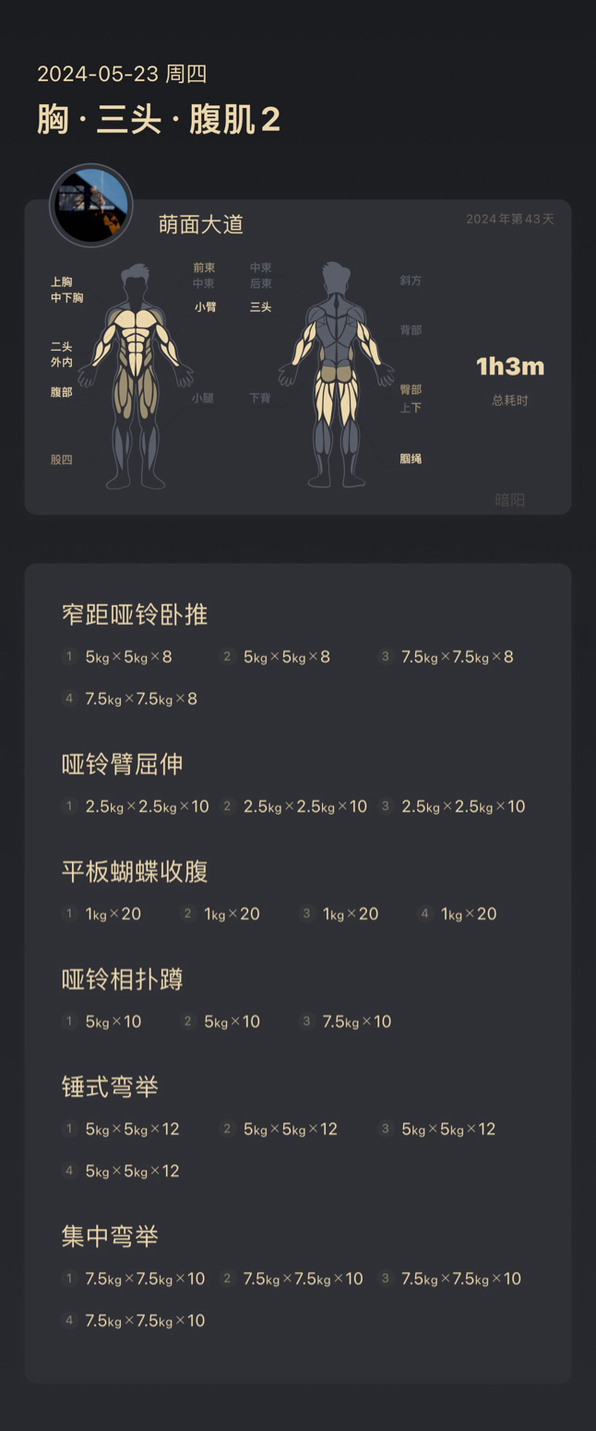 2024-05-23 周四
胸 · 三头 · 腹肌 2
萌面大道
2024年第43天
上胸
中下胸
二头
外内
腹部
股四
前束
中束
小臂
小腿
中束
后束
三头
下背
斜方
背部
臀部
上下
腘绳
1h3m
总耗时
暗阳
窄距哑铃卧推
1 5kg×5kg×8 2 5kg×5kg×8 3 7.5kg×7.5kg×8
4 7.5kg×7.5kg×8
哑铃臂屈伸
1 2.5kg×2.5kg×10 2 2.5kg×2.5kg×10 3 2.5kg×2.5kg×10
平板蝴蝶收腹
1 1kg×20 2 1kg×20 3 1kg×20 4 1kg×20
哑铃相扑蹲
1 5kg×10 2 5kg×10 3 7.5kg×10
锤式弯举
1 5kg×5kg×12 2 5kg×5kg×12 3 5kg×5kg×12
4 5kg×5kg×12
集中弯举
1 7.5kg×7.5kg×10 2 7.5kg×7.5kg×10 3 7.5kg×7.5kg×10
4 7.5kg×7.5kg×10